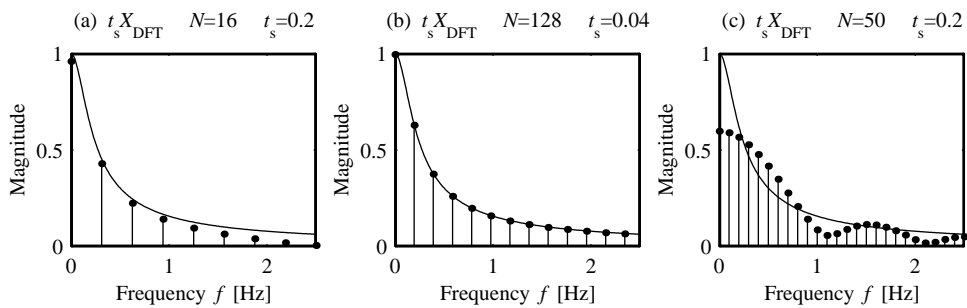 (a) t_s X_DFT N=16 t_s=0.2
1
0.5
0
Magnitude
0 1 2
Frequency f [Hz]
(b) t_s X_DFT N=128 t_s=0.04
1
0.5
0
Magnitude
0 1 2
Frequency f [Hz]
(c) t_s X_DFT N=50 t_s=0.2
1
0.5
0
Magnitude
0 1 2
Frequency f [Hz]